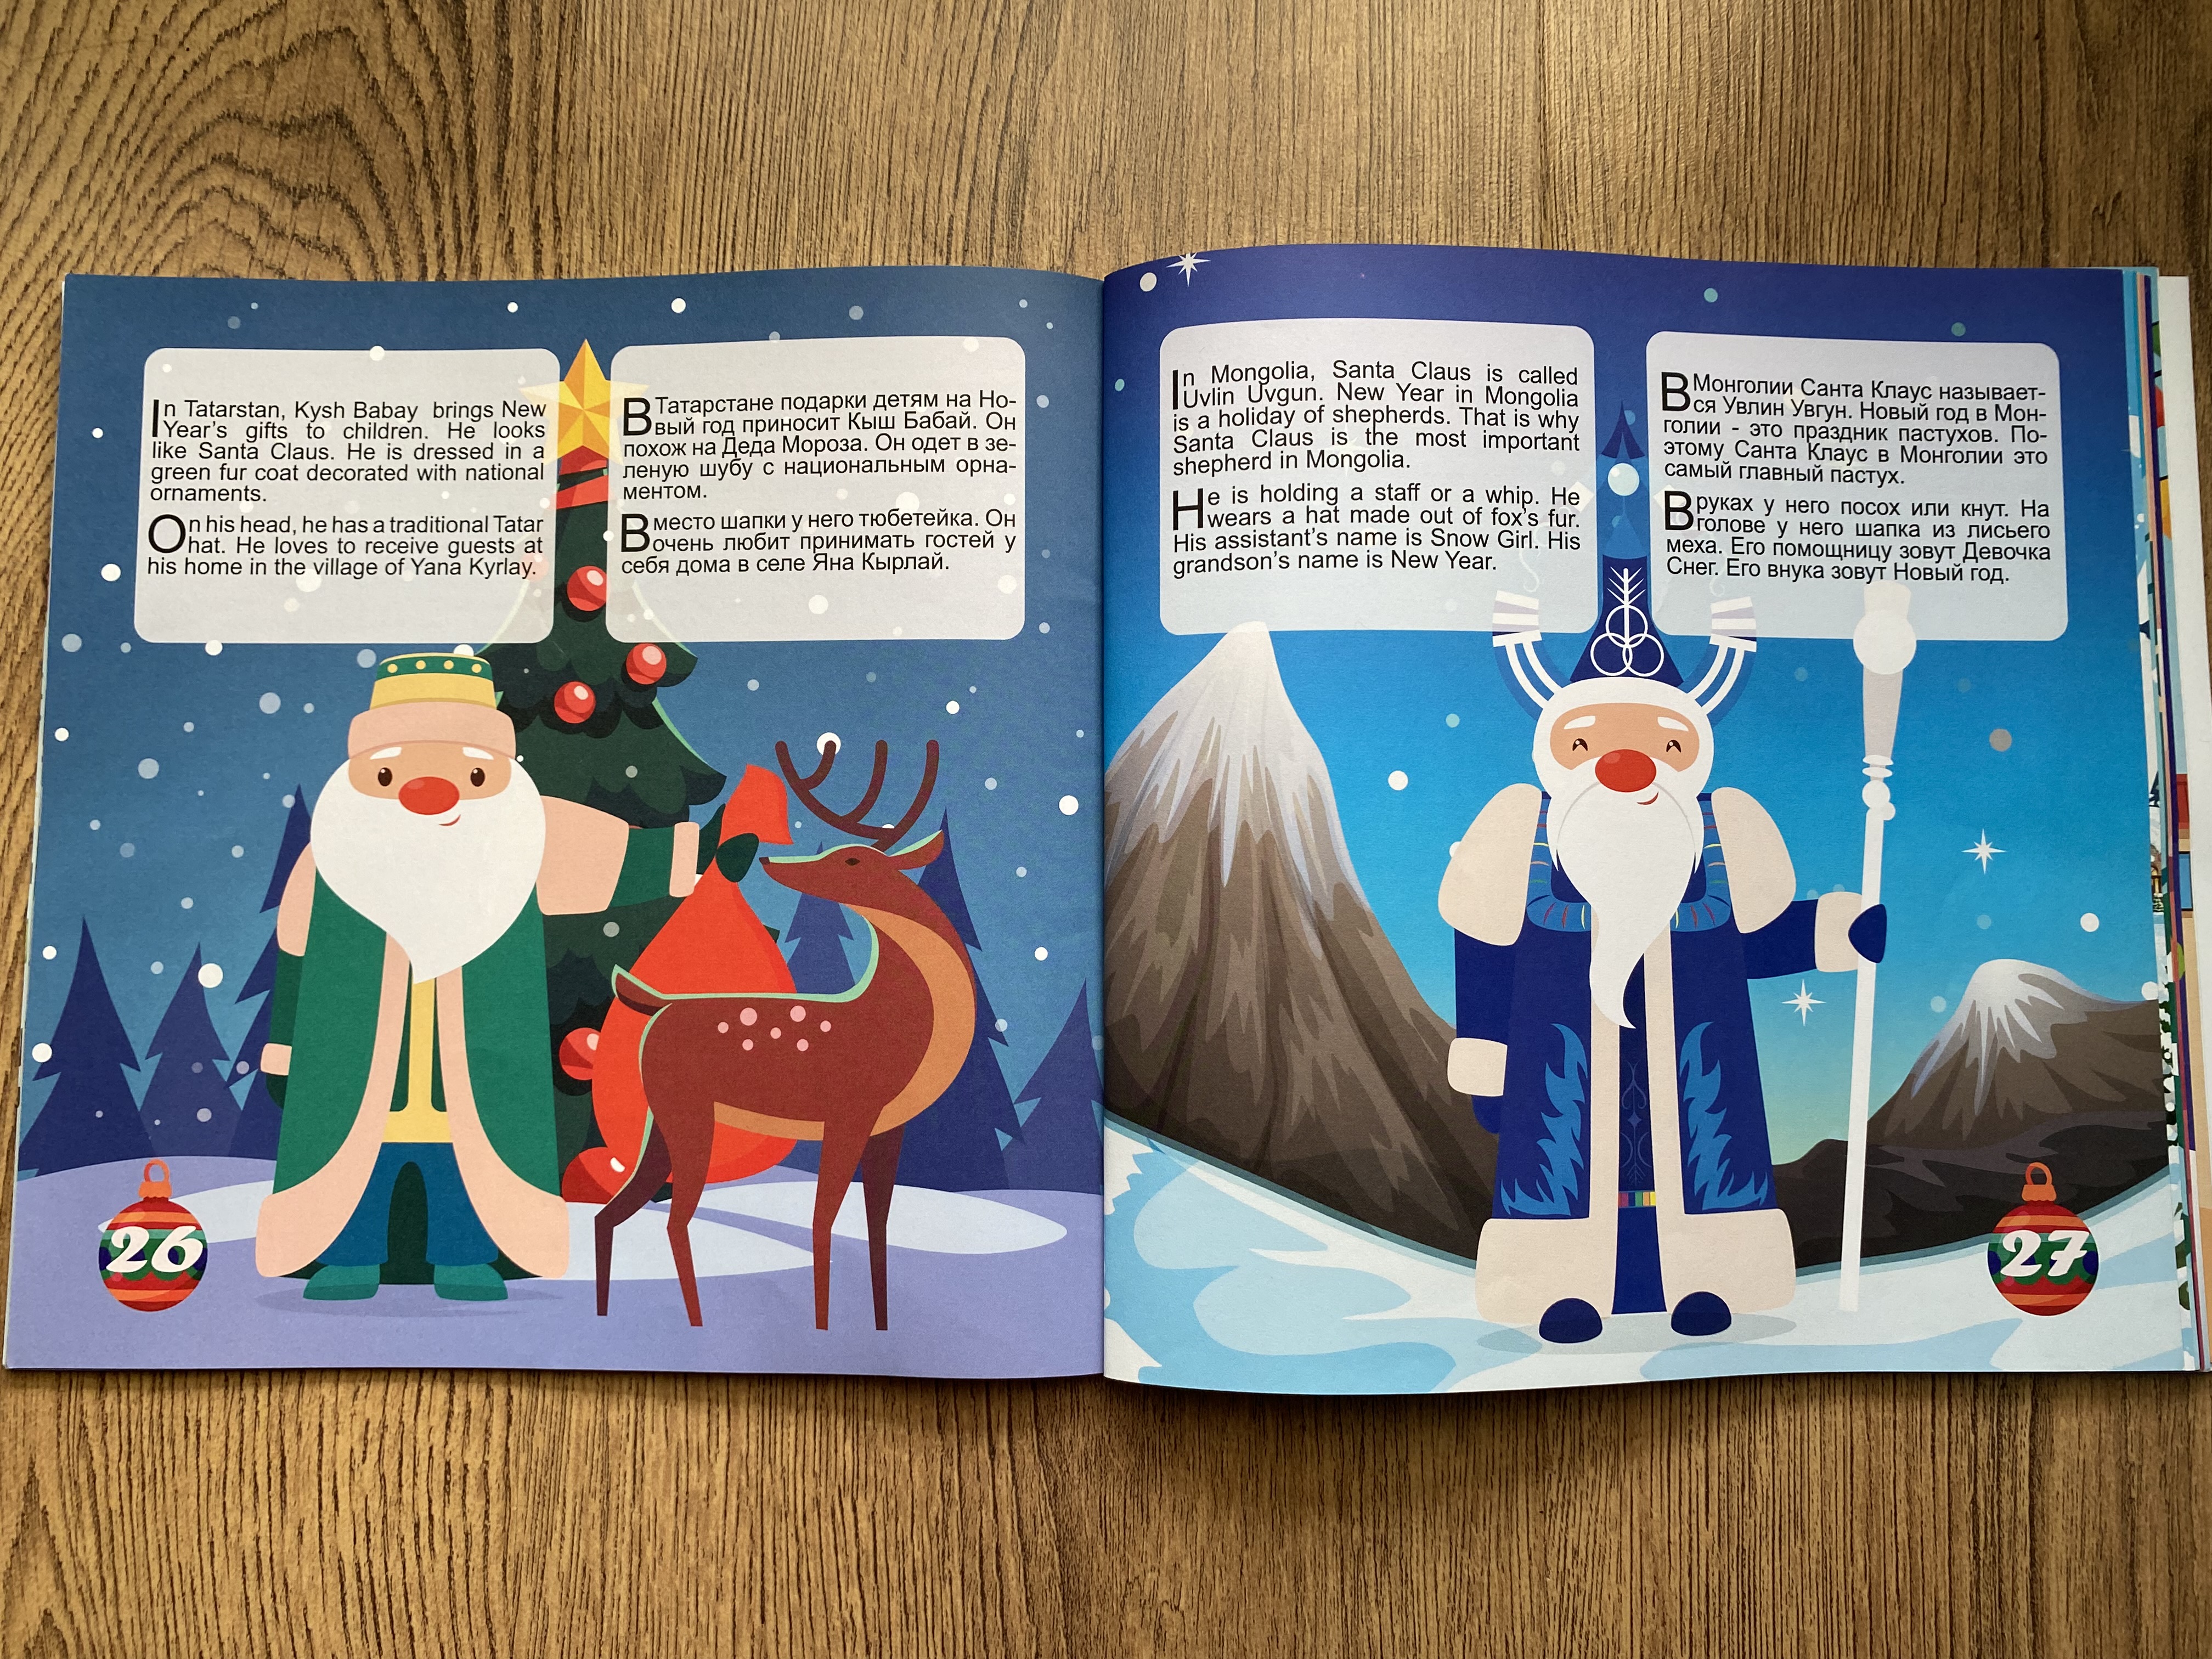 In Tatarstan, Kysh Babay brings New
Year's gifts to children. He looks
like Santa Claus. He is dressed in a
green fur coat decorated with national
ornaments.
On his head, he has a traditional Tatar
hat. He loves to receive guests at
his home in the village of Yana Kyrlay.
В Татарстане подарки детям на Но-
вый год приносит Кыш Бабай. Он
похож на Деда Мороза. Он одет в зе-
леную шубу с национальным орна-
ментом.
Вместо шапки у него тюбетейка. Он
очень любит принимать гостей у
себя дома в селе Яна Кырлай.
26
In Mongolia, Santa Claus is called
Uvlin Uvgun. New Year in Mongolia
is a holiday of shepherds. That is why
Santa Claus is the most important
shepherd in Mongolia.
He is holding a staff or a whip. He
wears a hat made out of fox's fur.
His assistant's name is Snow Girl. His
grandson's name is New Year.
В Монголии Санта Клаус называет-
ся Увлин Увгун. Новый год в Мон-
голии - это праздник пастухов. По-
этому Санта Клаус в Монголии это
самый главный пастух.
В руках у него посох или кнут. На
голове у него шапка из лисьего
меха. Его помощницу зовут Девочка
Снег. Его внука зовут Новый год.
27